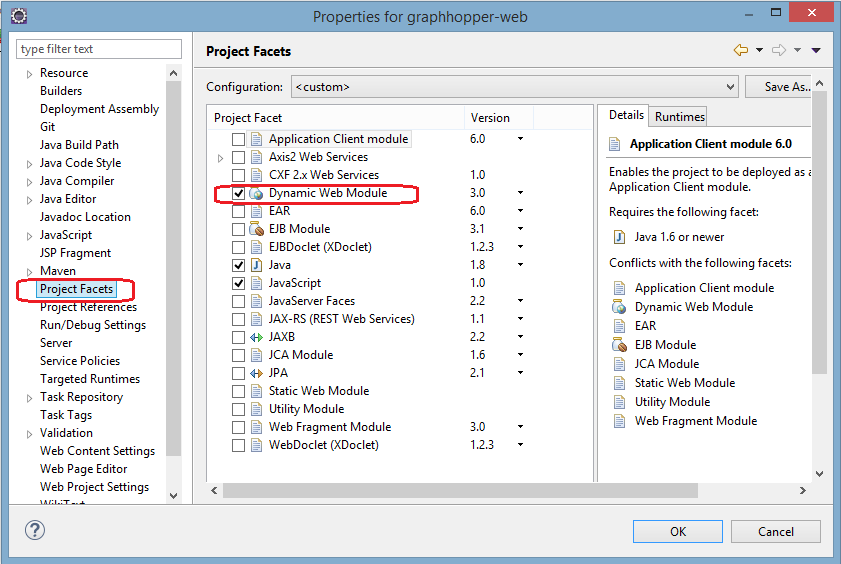 Properties for graphhopper-web
type filter text
Resource
Builders
Deployment Assembly
Git
Java Build Path
Java Code Style
Java Compiler
Java Editor
Javadoc Location
JavaScript
JSP Fragment
Maven
Project Facets
Project References
Run/Debug Settings
Server
Service Policies
Targeted Runtimes
Task Repository
Task Tags
Validation
Web Content Settings
Web Page Editor
Web Project Settings
WikiText
Project Facets
Configuration: <custom> Save As...
Project Facet Version
Application Client module 6.0
Axis2 Web Services
CXF 2.x Web Services 1.0
Dynamic Web Module 3.0
EAR 6.0
EJB Module 3.1
EJBDoclet (XDoclet) 1.2.3
Java 1.8
JavaScript 1.0
JavaServer Faces 2.2
JAX-RS (REST Web Services) 1.1
JAXB 2.2
JCA Module 1.6
JPA 2.1
Static Web Module
Utility Module
Web Fragment Module 3.0
WebDoclet (XDoclet) 1.2.3
Details Runtimes
Application Client module 6.0
Enables the project to be deployed as a
Application Client module.
Requires the following facet:
Java 1.6 or newer
Conflicts with the following facets:
Application Client module
Dynamic Web Module
EAR
EJB Module
JCA Module
Static Web Module
Utility Module
Web Fragment Module
? OK Cancel